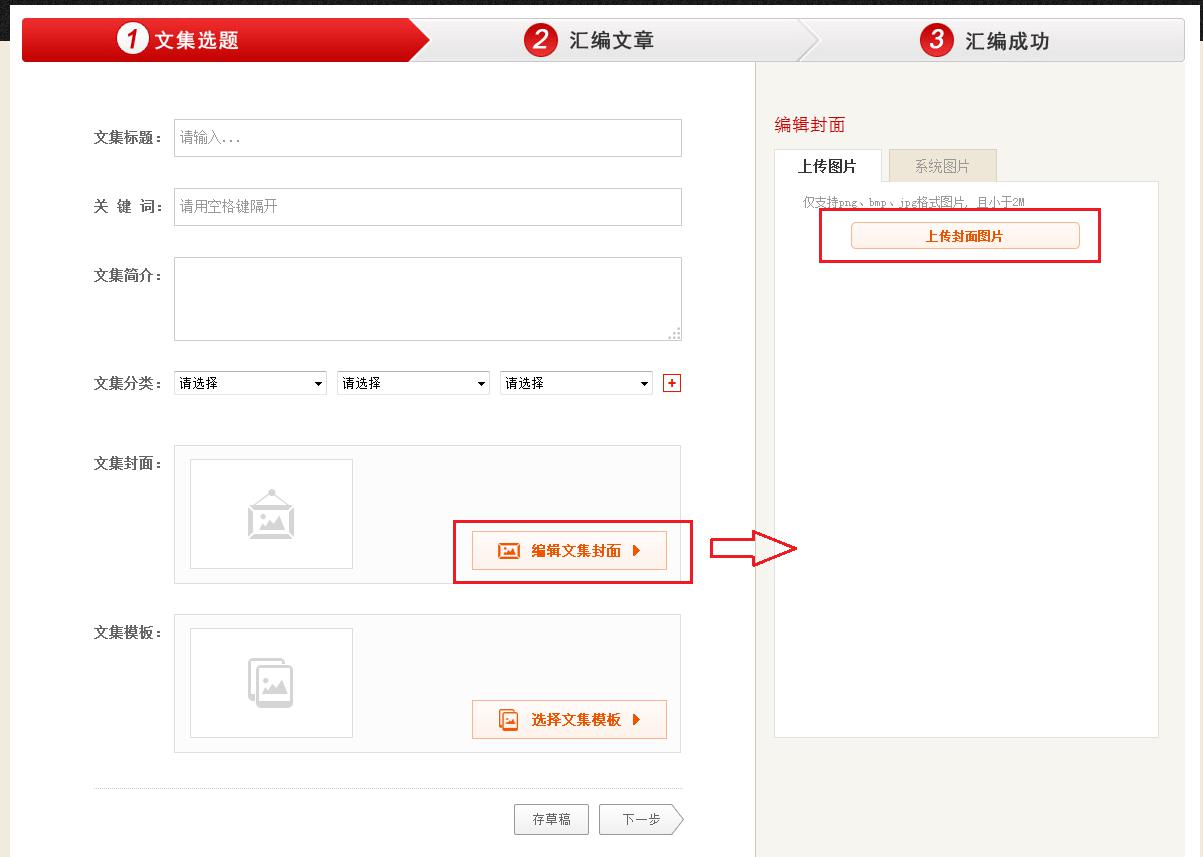 1 文集选题
2 汇编文章
3 汇编成功
文集标题：
请输入...
关 键 词：
请用空格键隔开
文集简介：
文集分类：
请选择
请选择
请选择
文集封面：
编辑文集封面
文集模板：
选择文集模板
存草稿
下一步
编辑封面
上传图片
系统图片
仅支持png、bmp、jpg格式图片，且小于2M
上传封面图片